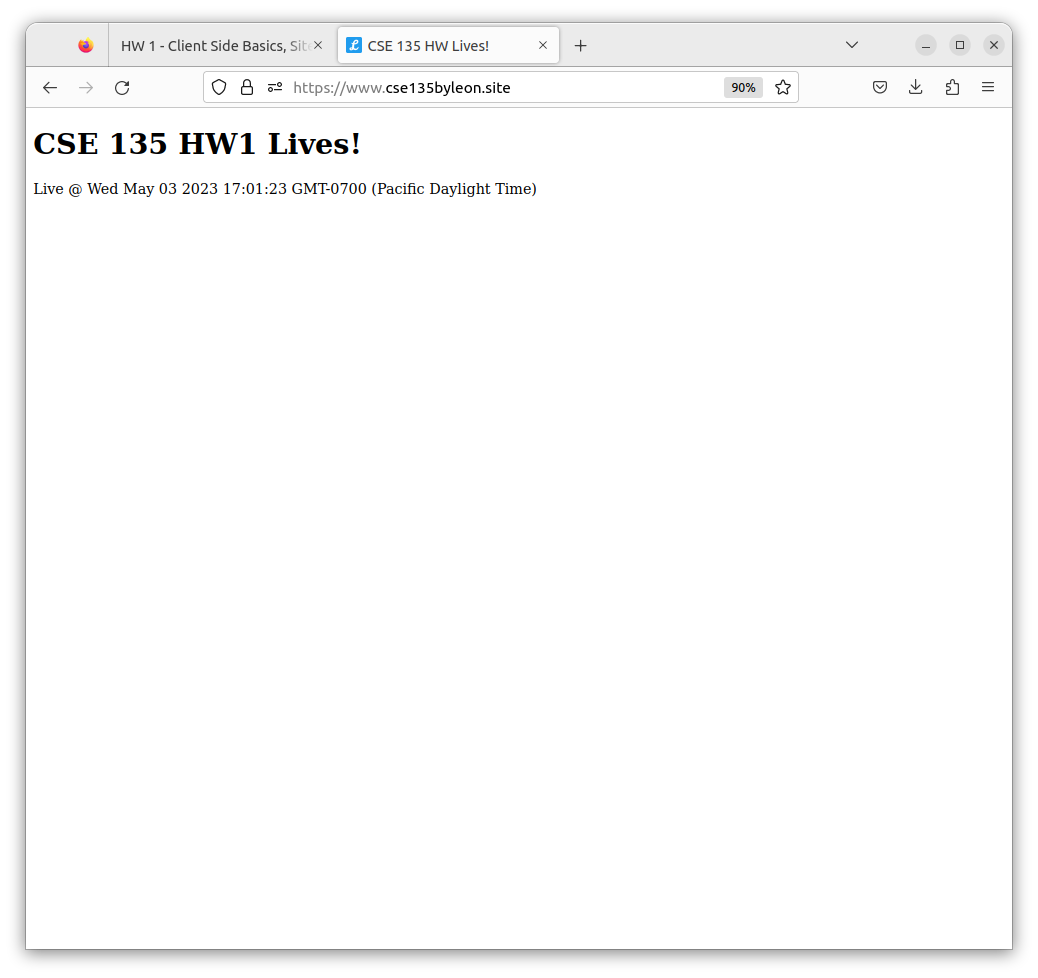 HW 1 - Client Side Basics, Site
CSE 135 HW Lives!
https://www.cse135byleon.site
90%
CSE 135 HW1 Lives!
Live @ Wed May 03 2023 17:01:23 GMT-0700 (Pacific Daylight Time)